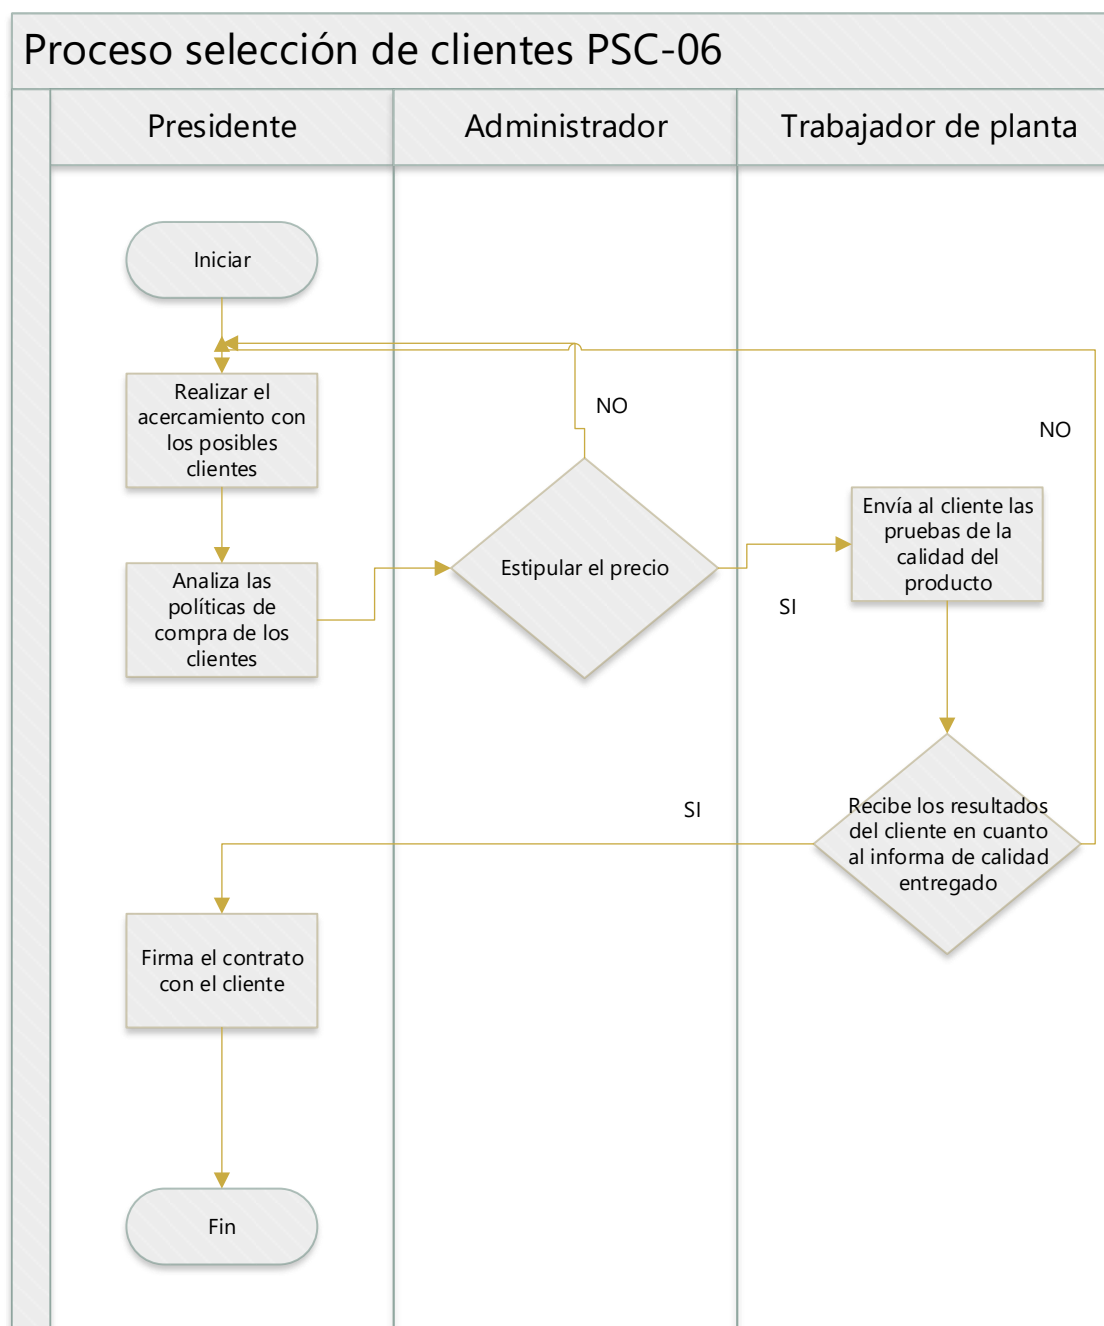 Proceso selección de clientes PSC-06
Presidente
Administrador
Trabajador de planta
Iniciar
Realizar el
acercamiento con
los posibles
clientes
NO
NO
Envía al cliente las
pruebas de la
calidad del
producto
Estipular el precio
Analiza las
políticas de
compra de los
clientes
SI
SI
Recibe los resultados
del cliente en cuanto
al informa de calidad
entregado
Firma el contrato
con el cliente
Fin